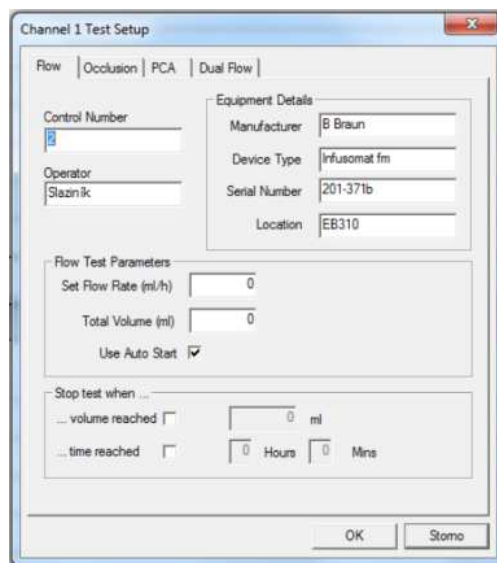 Channel 1 Test Setup
Flow Occlusion PCA Dual Flow
Control Number
2
Operator
Slaziník
Equipment Details
Manufacturer B Braun
Device Type Infusomat fm
Serial Number 201-371b
Location EB310
Flow Test Parameters
Set Flow Rate (ml/h) 0
Total Volume (ml) 0
Use Auto Start
Stop test when ...
... volume reached 0 ml
... time reached 0 Hours 0 Mins
OK Storno